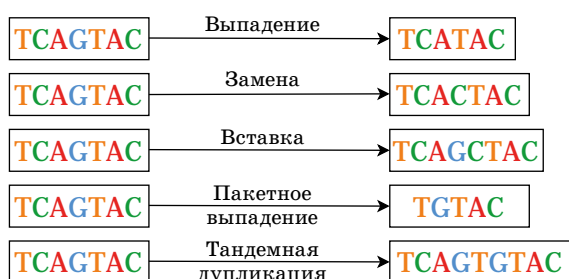 TCAGTAC Выпадение TCATAC
TCAGTAC Замена TCACTAC
TCAGTAC Вставка TCAGCTAC
TCAGTAC Пакетное выпадение TGTAC
TCAGTAC Тандемная дупликация TCAGTGTAC